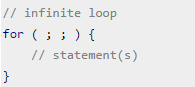 // infinite loop
for ( ; ; ) {
    // statement(s)
}